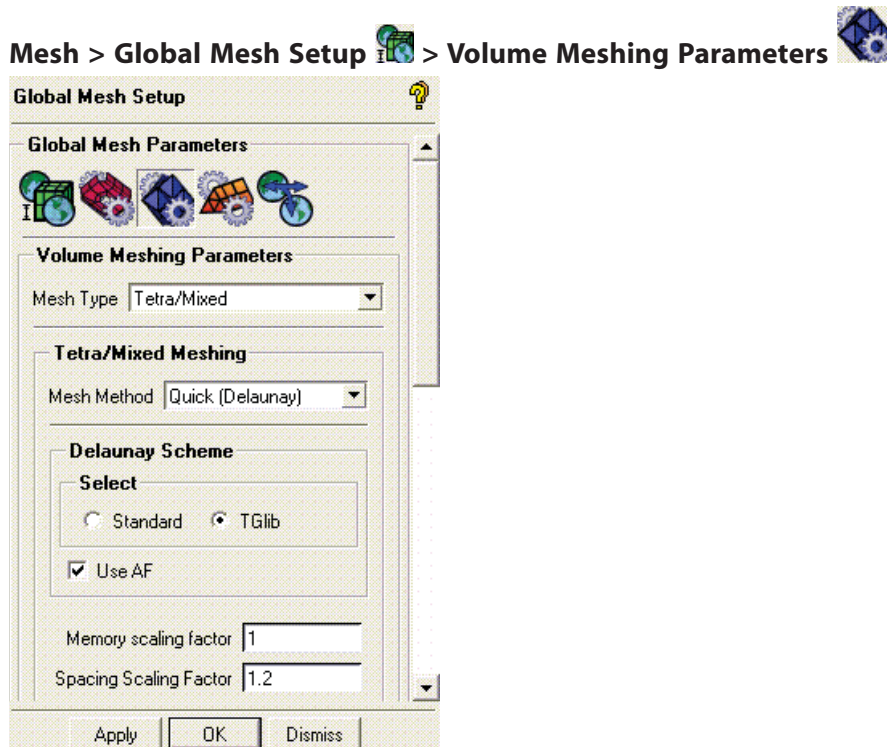 Mesh > Global Mesh Setup > Volume Meshing Parameters
Global Mesh Setup
Global Mesh Parameters
Volume Meshing Parameters
Mesh Type Tetra/Mixed
Tetra/Mixed Meshing
Mesh Method Quick (Delaunay)
Delaunay Scheme
Select
Standard TGlib
Use AF
Memory scaling factor 1
Spacing Scaling Factor 1.2
Apply OK Dismiss